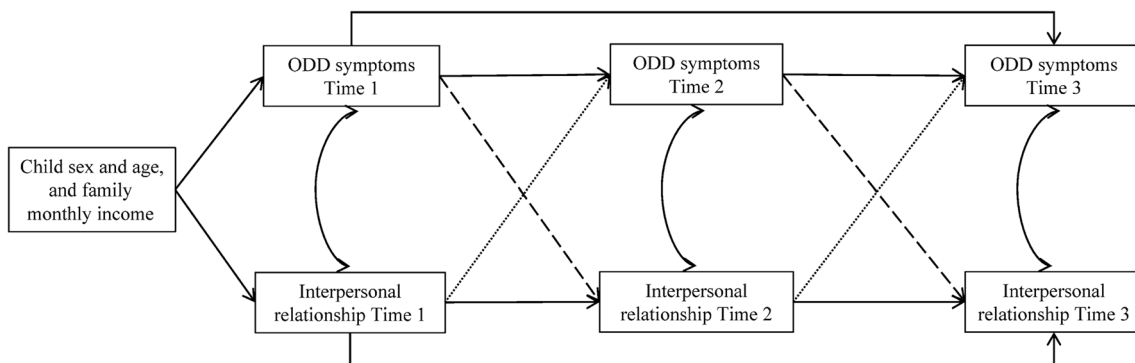 ODD symptoms
Time 1
ODD symptoms
Time 2
ODD symptoms
Time 3
Child sex and age,
and family
monthly income
Interpersonal
relationship Time 1
Interpersonal
relationship Time 2
Interpersonal
relationship Time 3